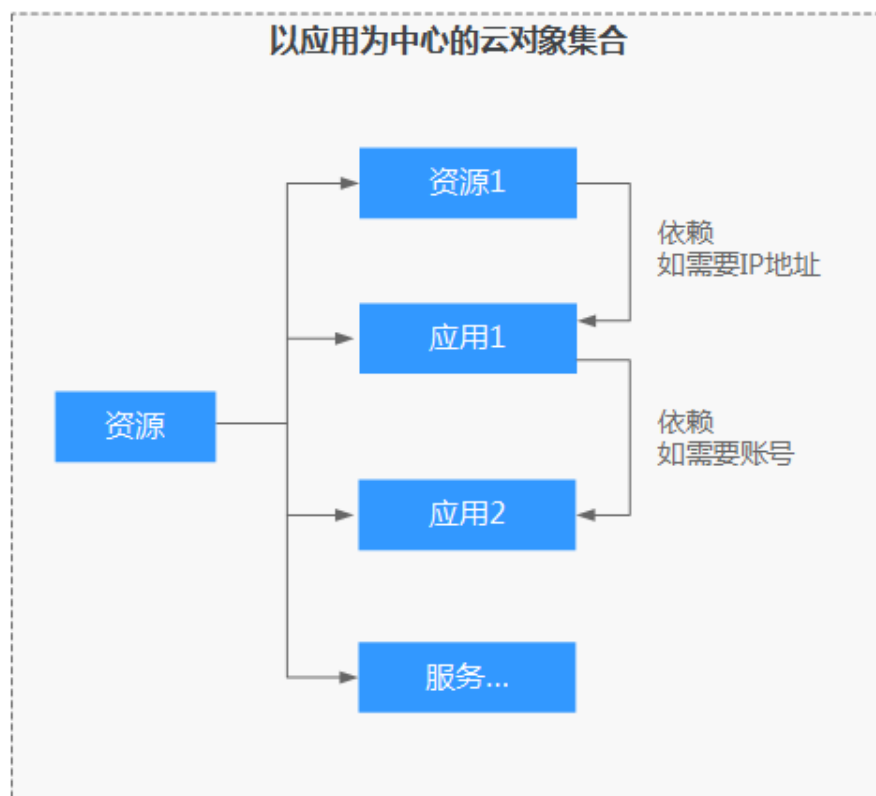 以应用为中心的云对象集合
资源1
依赖
如需要IP地址
应用1
资源
依赖
如需要账号
应用2
服务...